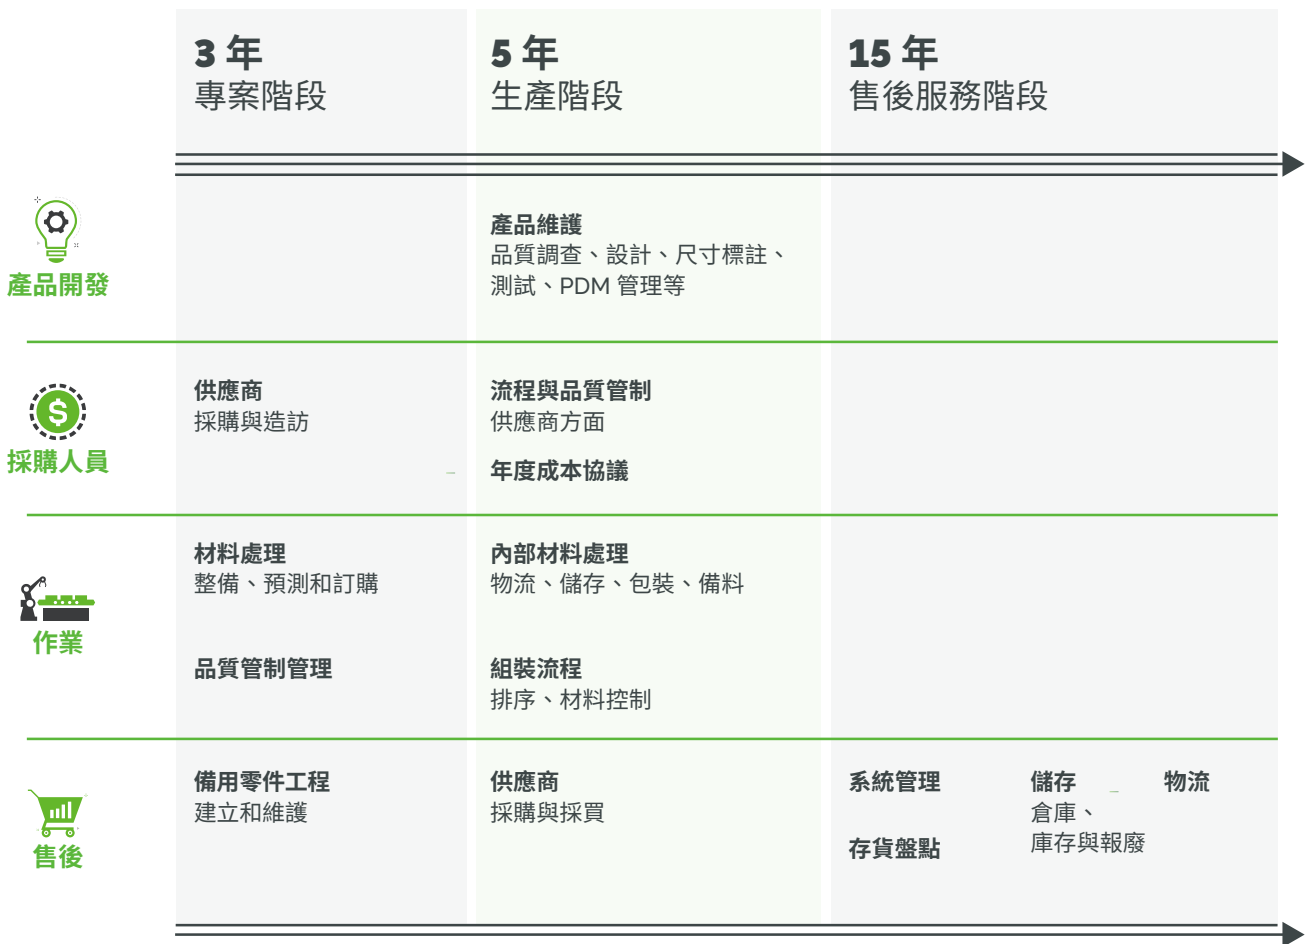 3 年
專案階段
5 年
生產階段
15 年
售後服務階段
產品開發
產品維護
品質調查、設計、尺寸標註、
測試、PDM 管理等
採購人員
供應商
採購與造訪
流程與品質管制
供應商方面
年度成本協議
作業
材料處理
整備、預測和訂購
品質管制管理
內部材料處理
物流、儲存、包裝、備料
組裝流程
排序、材料控制
售後
備用零件工程
建立和維護
供應商
採購與採買
系統管理
存貨盤點
儲存
倉庫、
庫存與報廢
物流